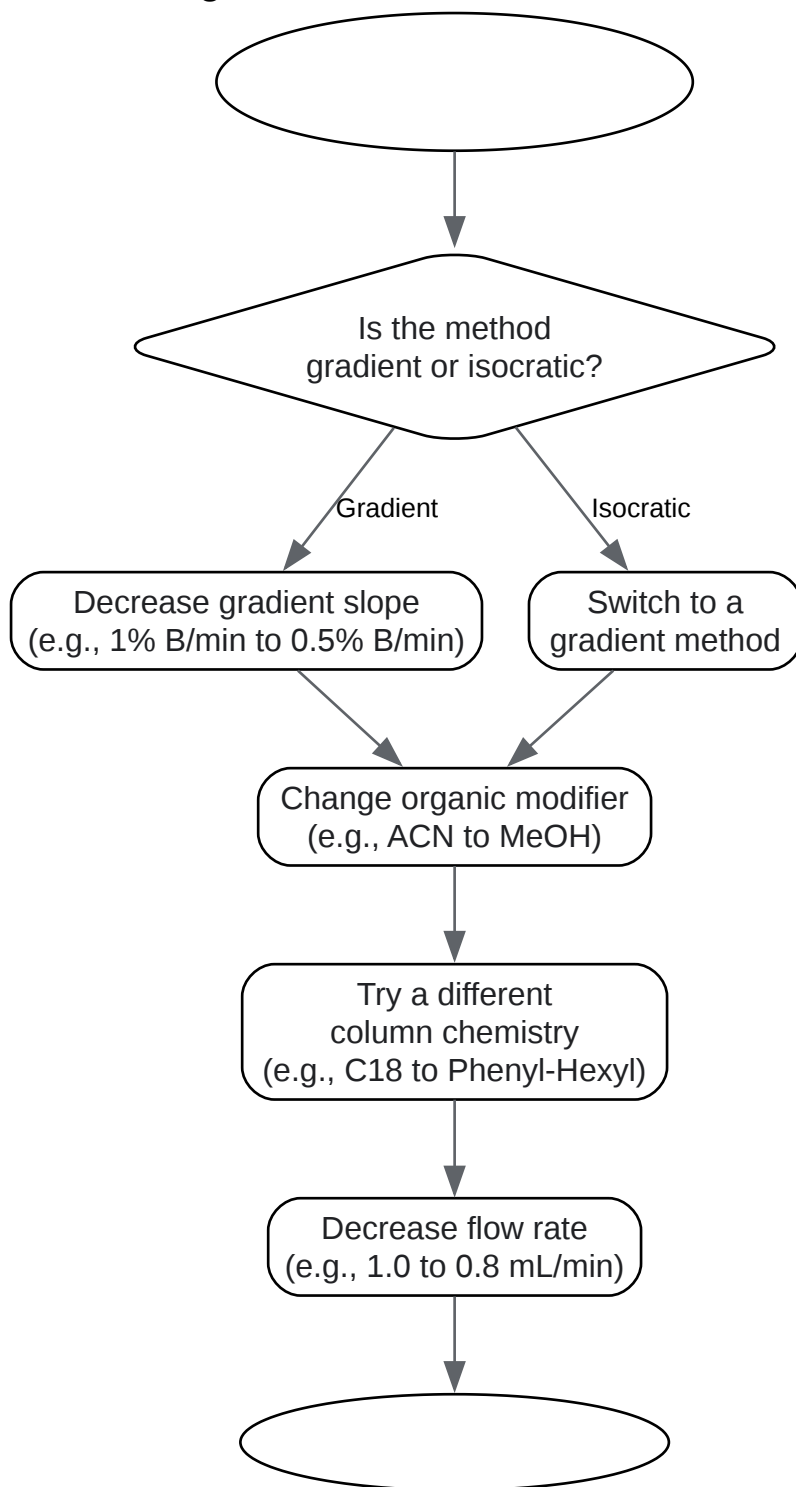 Is the method
gradient or isocratic?
Gradient
Isocratic
Decrease gradient slope
(e.g., 1% B/min to 0.5% B/min)
Switch to a
gradient method
Change organic modifier
(e.g., ACN to MeOH)
Try a different
column chemistry
(e.g., C18 to Phenyl-Hexyl)
Decrease flow rate
(e.g., 1.0 to 0.8 mL/min)